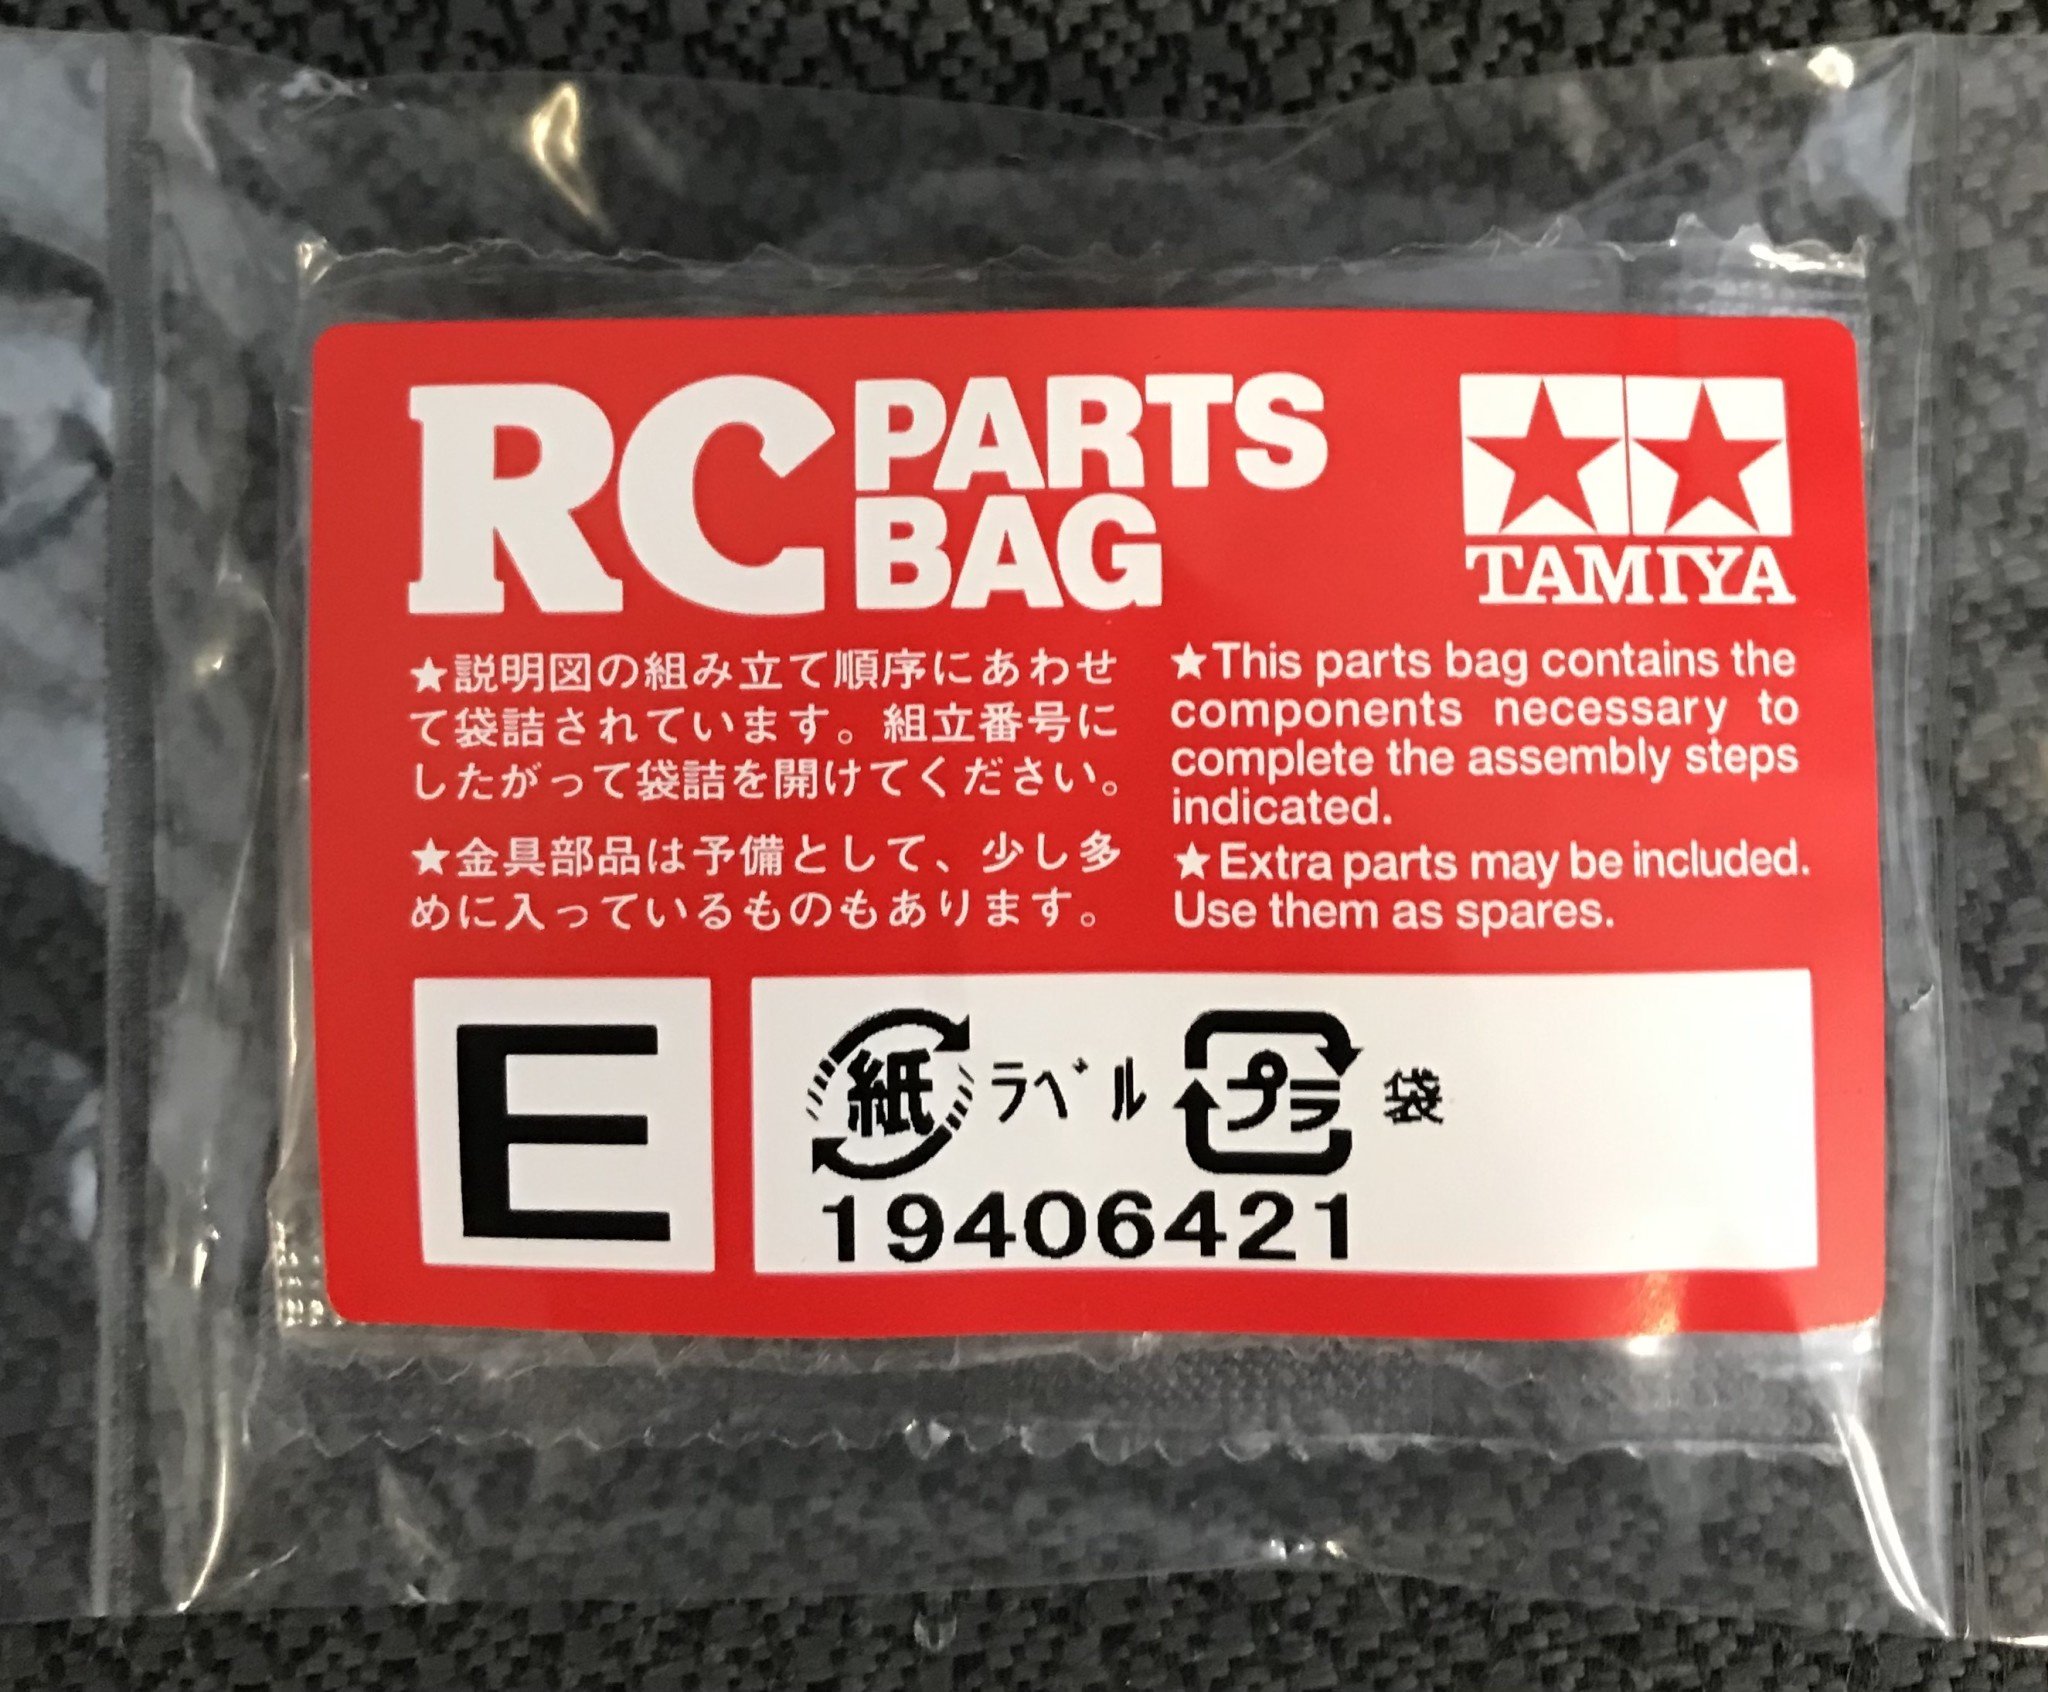 RC PARTS
BAG
TAMIYA
★説明図の組み立て順序にあわせ
て袋詰されています。組立番号に
したがって袋詰を開けてください。
★金具部品は予備として、少し多
めに入っているものもあります。
★This parts bag contains the
components necessary to
complete the assembly steps
indicated.
★Extra parts may be included.
Use them as spares.
E
紙 ラベル プラ 袋
19406421